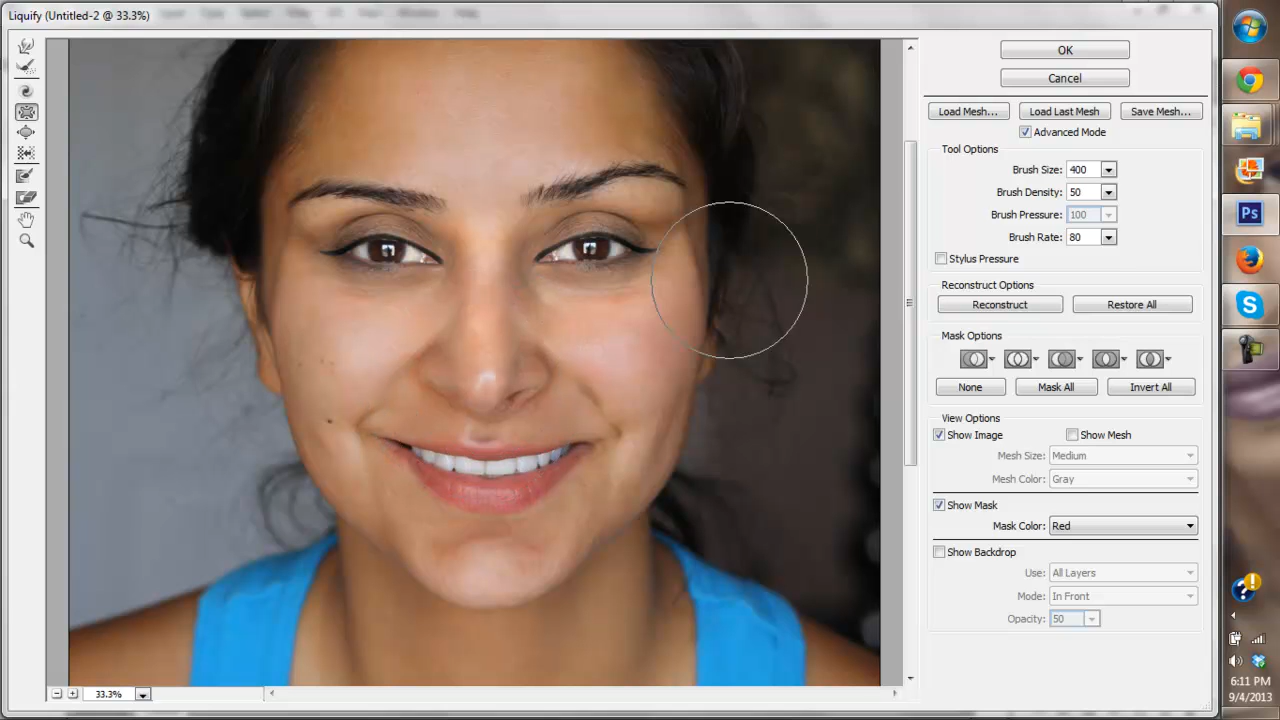 Liquify (Untitled-2 @ 33.3%)
OK
Cancel
Load Mesh...
Load Last Mesh
Save Mesh...
Advanced Mode
Tool Options
Brush Size: 400
Brush Density: 50
Brush Pressure: 100
Brush Rate: 80
Stylus Pressure
Reconstruct Options
Reconstruct
Restore All
Mask Options
None
Mask All
Invert All
View Options
Show Image
Show Mesh
Mesh Size: Medium
Mesh Color: Gray
Show Mask
Mask Color: Red
Show Backdrop
Use: All Layers
Mode: In Front
Opacity: 50
33.3%
Ps
6:11 PM
9/4/2013